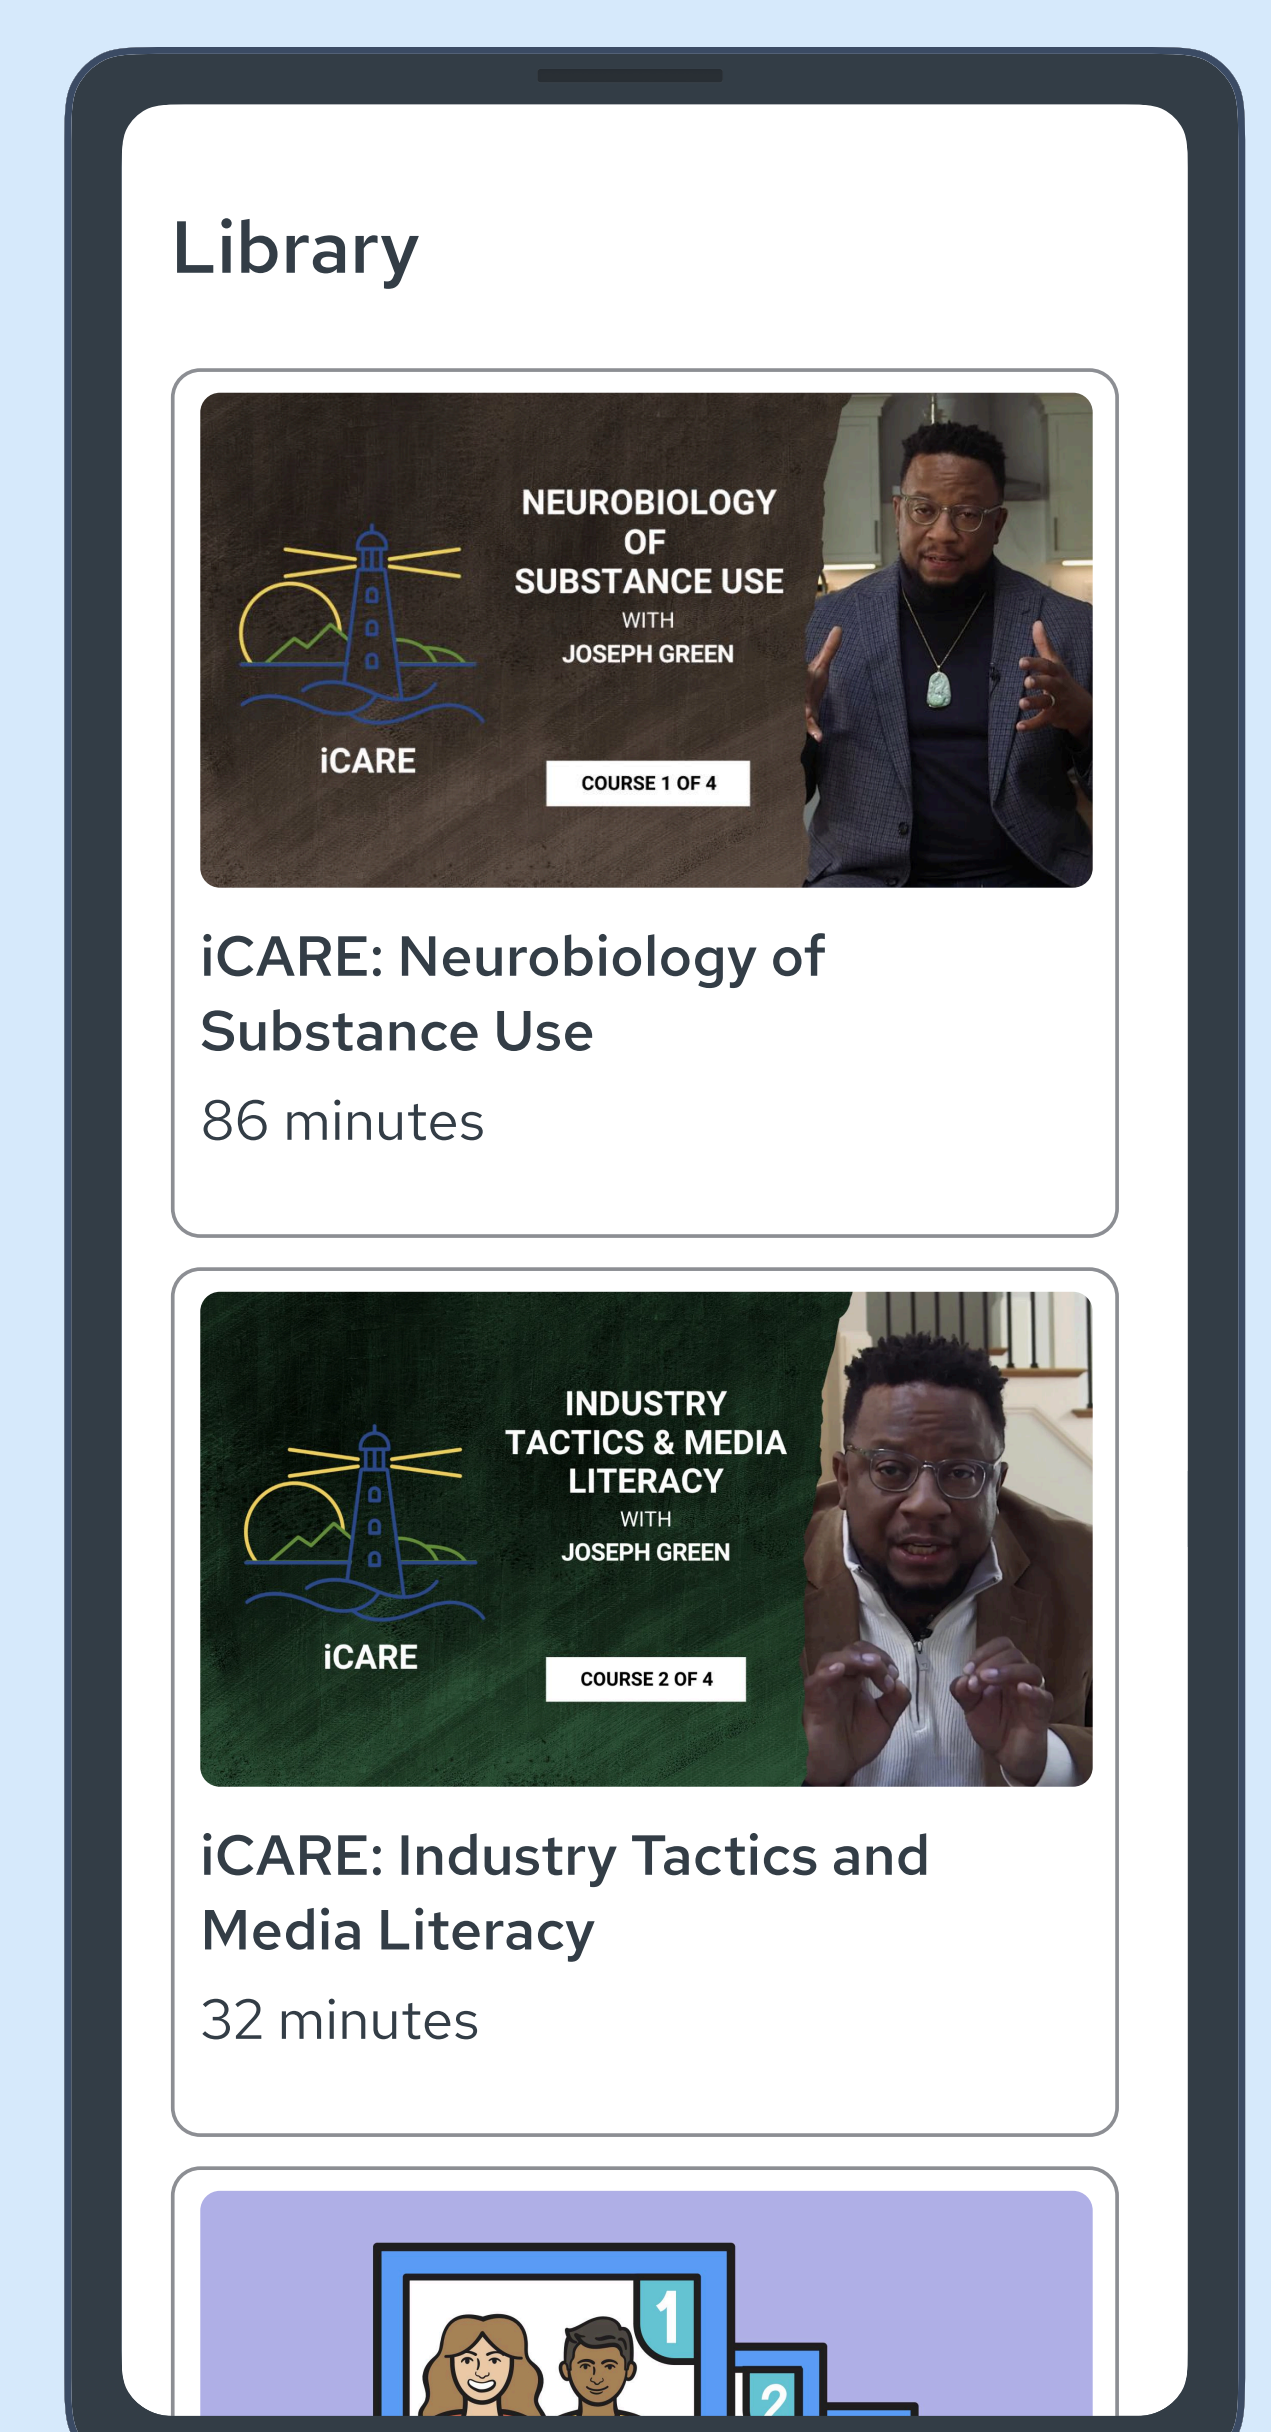 Library
NEUROBIOLOGY
OF
SUBSTANCE USE
WITH
JOSEPH GREEN
iCARE
COURSE 1 OF 4
iCARE: Neurobiology of
Substance Use
86 minutes
INDUSTRY
TACTICS & MEDIA
LITERACY
WITH
JOSEPH GREEN
iCARE
COURSE 2 OF 4
iCARE: Industry Tactics and
Media Literacy
32 minutes
1
2